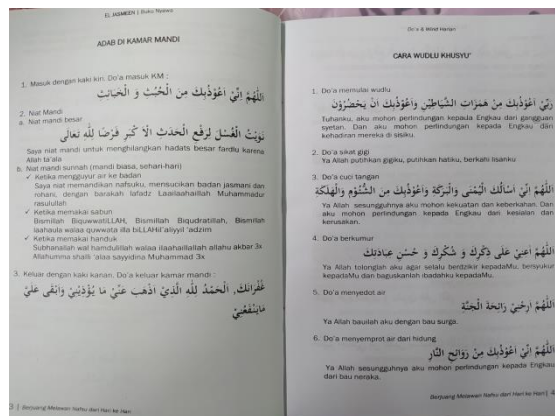 EL JASMEEN | Buku Nyawa
ADAB DI KAMAR MANDI
1. Masuk dengan kaki kiri. Do'a masuk KM :
اَللّٰهُمَّ اِنِّيْ اَعُوْذُبِكَ مِنَ الْخُبُثِ وَ الْخَبَائِثِ
2. Niat Mandi
a. Niat mandi besar
نَوَيْتُ الْغُسْلَ لِرَفْعِ الْحَدَثِ الْاَ كْبَرِ فَرْضًا لِلّٰهِ تَعَالَى
Saya niat mandi untuk menghilangkan hadats besar fardlu karena
Allah ta'ala
b. Niat mandi sunnah (mandi biasa, sehari-hari)
✓ Ketika mengguyur air ke badan
Saya niat memandikan nafsuku, mensucikan badan jasmani dan
rohani, dengan barakah lafadz Laailaahaillah Muhammadur
rasulullah
✓ Ketika memakai sabun
Bismillah BiquwwatiLLAH, Bismillah Biqudratillah, Bismillah
laahaula walaa quwwata illa biLLAHil'aliyyil 'adzim
✓ Ketika memakai handuk
Subhanallah wal hamdulillah walaa ilaahaillallah allahu akbar 3x
Allahumma shalli 'alaa sayyidina Muhammad 3x
3. Keluar dengan kaki kanan. Do'a keluar kamar mandi :
غُفْرَانَكَ, اَلْحَمْدُ لِلّٰهِ الَّذِيْ اَذْهَبَ عَنِّيْ مَا يُؤْذِيْنِيْ وَاَبْقَى عَلَيَّ
مَايَنْفَعُنِيْ
3 | Berjuang Melawan Nafsu dari Hari ke Hari
Do'a & Wirid Harian
CARA WUDLU KHUSYU'
1. Do'a memulai wudlu
رَبِّيْ اَعُوْذُبِكَ مِنْ هَمَزَاتِ الشَّيَاطِيْنِ وَاَعُوْذُبِكَ اَنْ يَحْضُرُوْنَ
Tuhanku, aku mohon perlindungan kepada Engkau dari gangguan
syetan. Dan aku mohon perlindungan kepada Engkau dari
kehadiran mereka di sisiku.
2. Do'a sikat gigi
Ya Allah putihkan gigiku, putihkan hatiku, berkahi lisanku
3. Do'a cuci tangan
اَللّٰهُمَّ اِنِّيْ اَسْاَلُكَ الْيُمْنَى وَالْبَرَكَةَ وَاَعُوْذُبِكَ مِنَ الشُّئُوْمِ وَالْهَلَكَةِ
Ya Allah sesungguhnya aku mohon kekuatan dan keberkahan. Dan
aku mohon perlindungan kepada Engkau dari kesialan dan
kerusakan.
4. Do'a berkumur
اَللّٰهُمَّ اَعِنِّيْ عَلَى ذِكْرِكَ وَ شُكْرِكَ وَ حُسْنِ عِبَادَتِكَ
Ya Allah tolonglah aku agar selalu berdzikir kepadaMu, bersyukur
kepadaMu dan baguskanlah ibadahku kepadaMu.
5. Do'a menyedot air
اَللّٰهُمَّ اَرِحْنِيْ رَائِحَةَ الْجَنَّةِ
Ya Allah bauilah aku dengan bau surga.
6. Do'a menyemprot air dari hidung
اَللّٰهُمَّ اِنِّيْ اَعُوْذُبِكَ مِنْ رَوَائِحِ النَّارِ
Ya Allah sesungguhnya aku mohon perlindungan kepada Engkau
dari bau neraka.
Berjuang Melawan Nafsu dari Hari ke Hari | 4